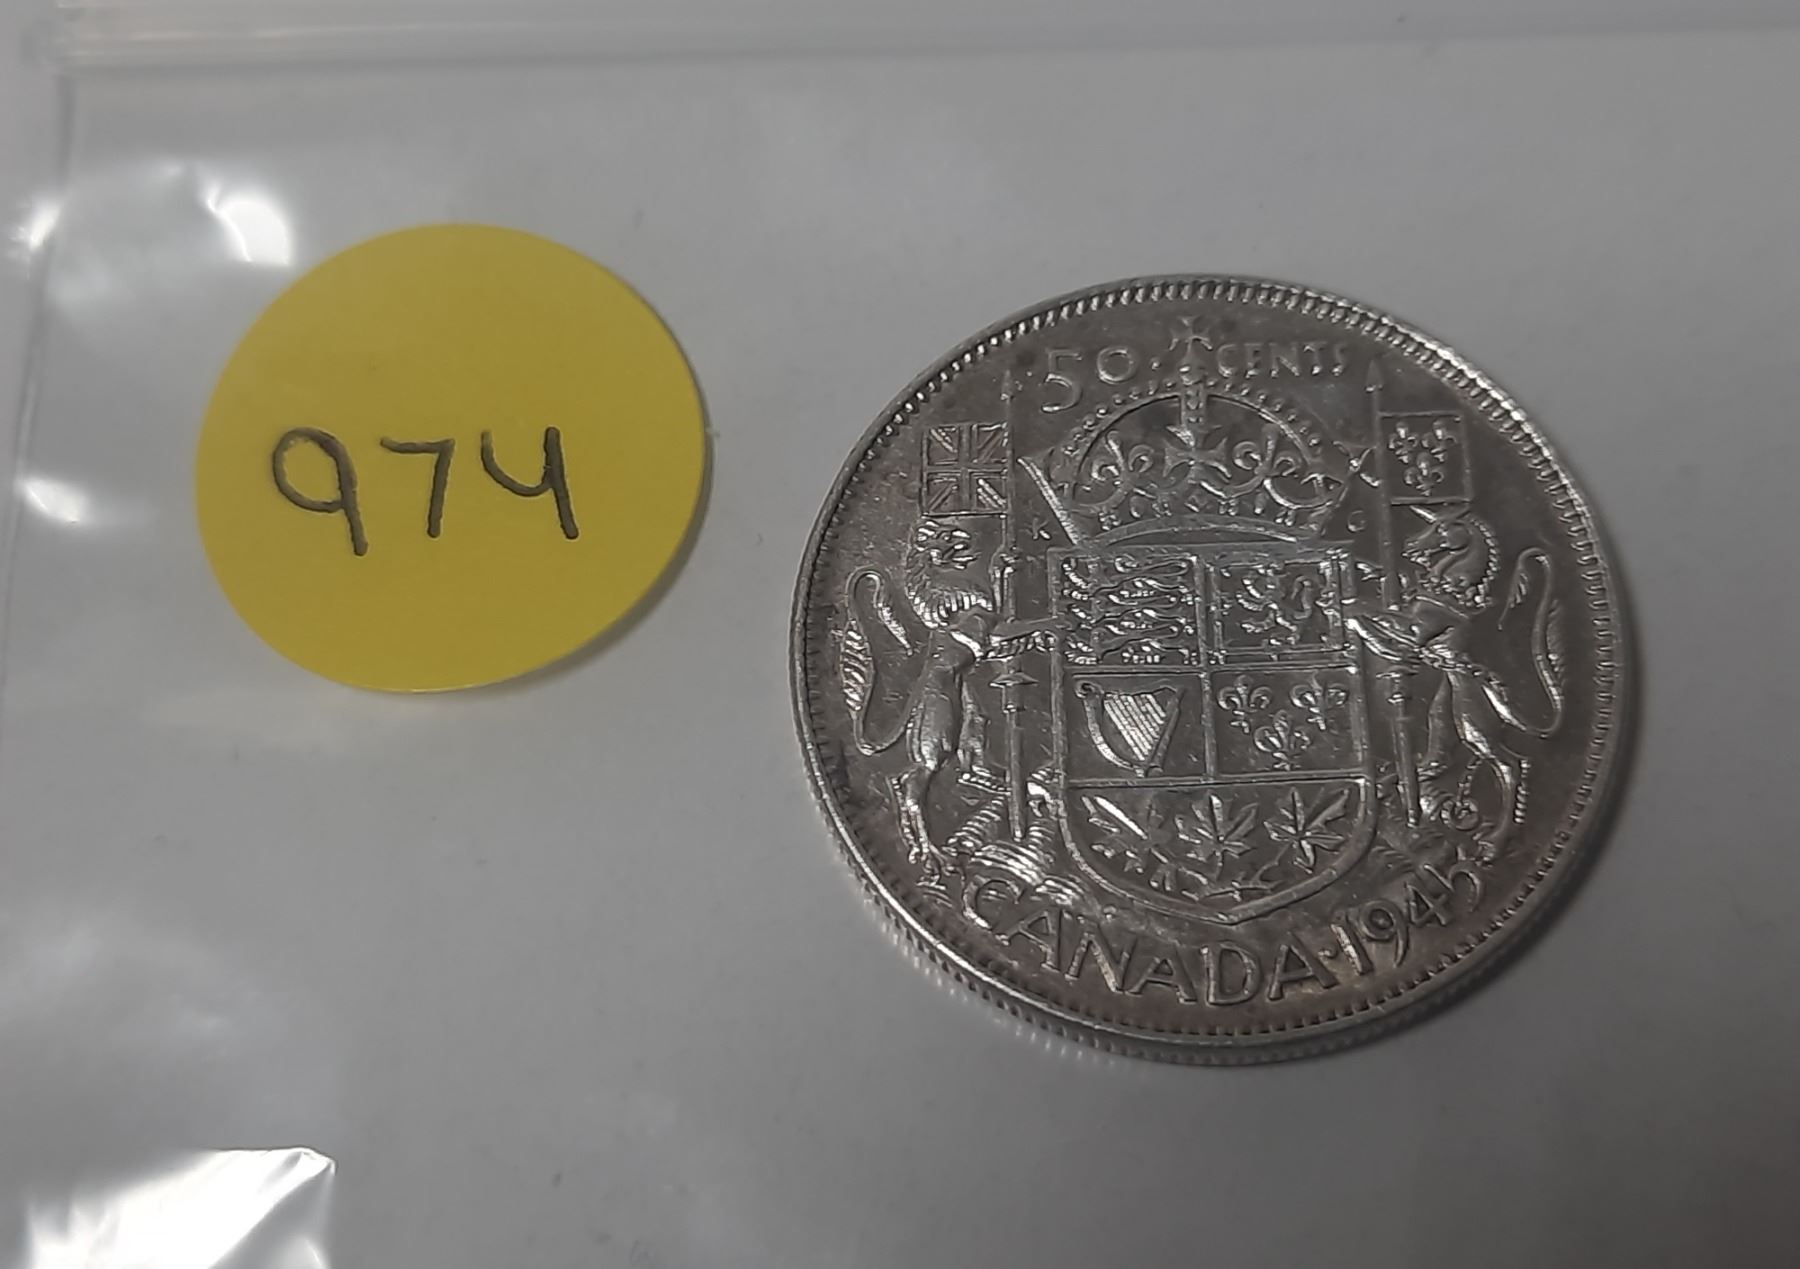 974
50 · CENTS
K G
CANADA · 1945